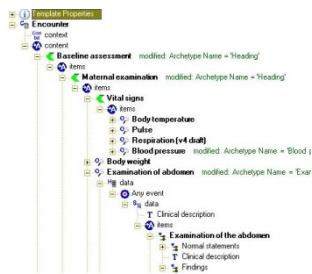 Template Properties
Encounter
context
content
Baseline assessment modified: Archetype Name = 'Heading'
items
Maternal examination modified: Archetype Name = 'Heading'
items
Vital signs
items
Body temperature
Pulse
Respiration (v4 draft)
Blood pressure modified: Archetype Name = 'Blood p
Body weight
Examination of abdomen modified: Archetype Name = 'Exar
data
Any event
data
T Clinical description
items
Examination of the abdomen
Normal statements
T Clinical description
Findings